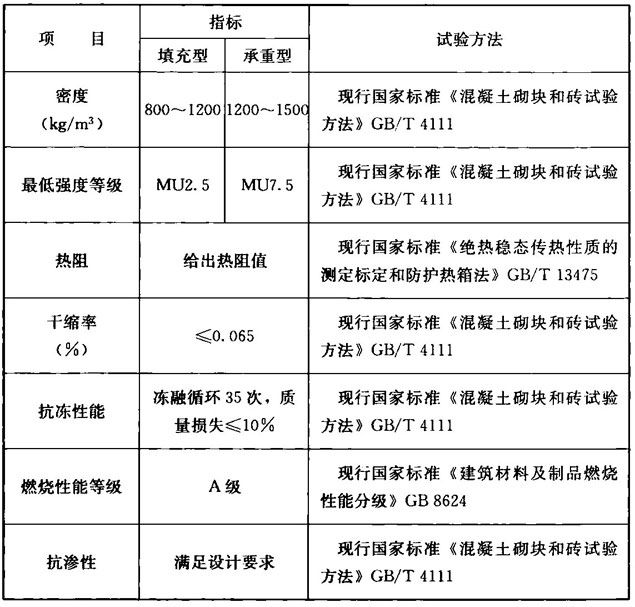 项 目
指标
试验方法
填充型
承重型
密度
（kg/m³）
800～1200
1200～1500
现行国家标准《混凝土砌块和砖试验
方法》GB/T 4111
最低强度等级
MU2.5
MU7.5
现行国家标准《混凝土砌块和砖试验
方法》GB/T 4111
热阻
给出热阻值
现行国家标准《绝热稳态传热性质的
测定标定和防护热箱法》GB/T 13475
干缩率
（%）
≤0.065
现行国家标准《混凝土砌块和砖试验
方法》GB/T 4111
抗冻性能
冻融循环 35 次，质
量损失≤10%
现行国家标准《混凝土砌块和砖试验
方法》GB/T 4111
燃烧性能等级
A 级
现行国家标准《建筑材料及制品燃烧
性能分级》GB 8624
抗渗性
满足设计要求
现行国家标准《混凝土砌块和砖试验
方法》GB/T 4111